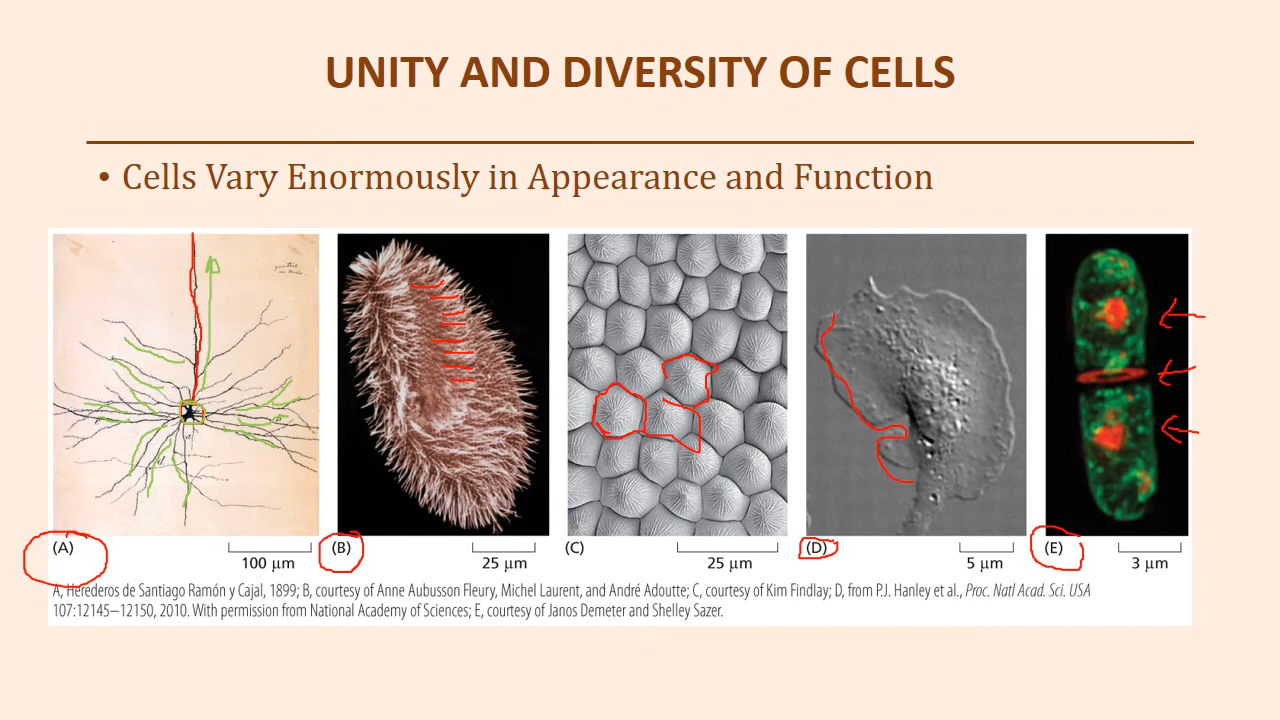 UNITY AND DIVERSITY OF CELLS
• Cells Vary Enormously in Appearance and Function
(A)
100 µm
(B)
25 µm
(C)
25 µm
(D)
5 µm
(E)
3 µm
A, Herederos de Santiago Ramón y Cajal, 1899; B, courtesy of Anne Aubusson Fleury, Michel Laurent, and André Adoutte; C, courtesy of Kim Findlay; D, from P.J. Hanley et al., Proc. Natl Acad. Sci. USA
107:12145–12150, 2010. With permission from National Academy of Sciences; E, courtesy of Janos Demeter and Shelley Sazer.